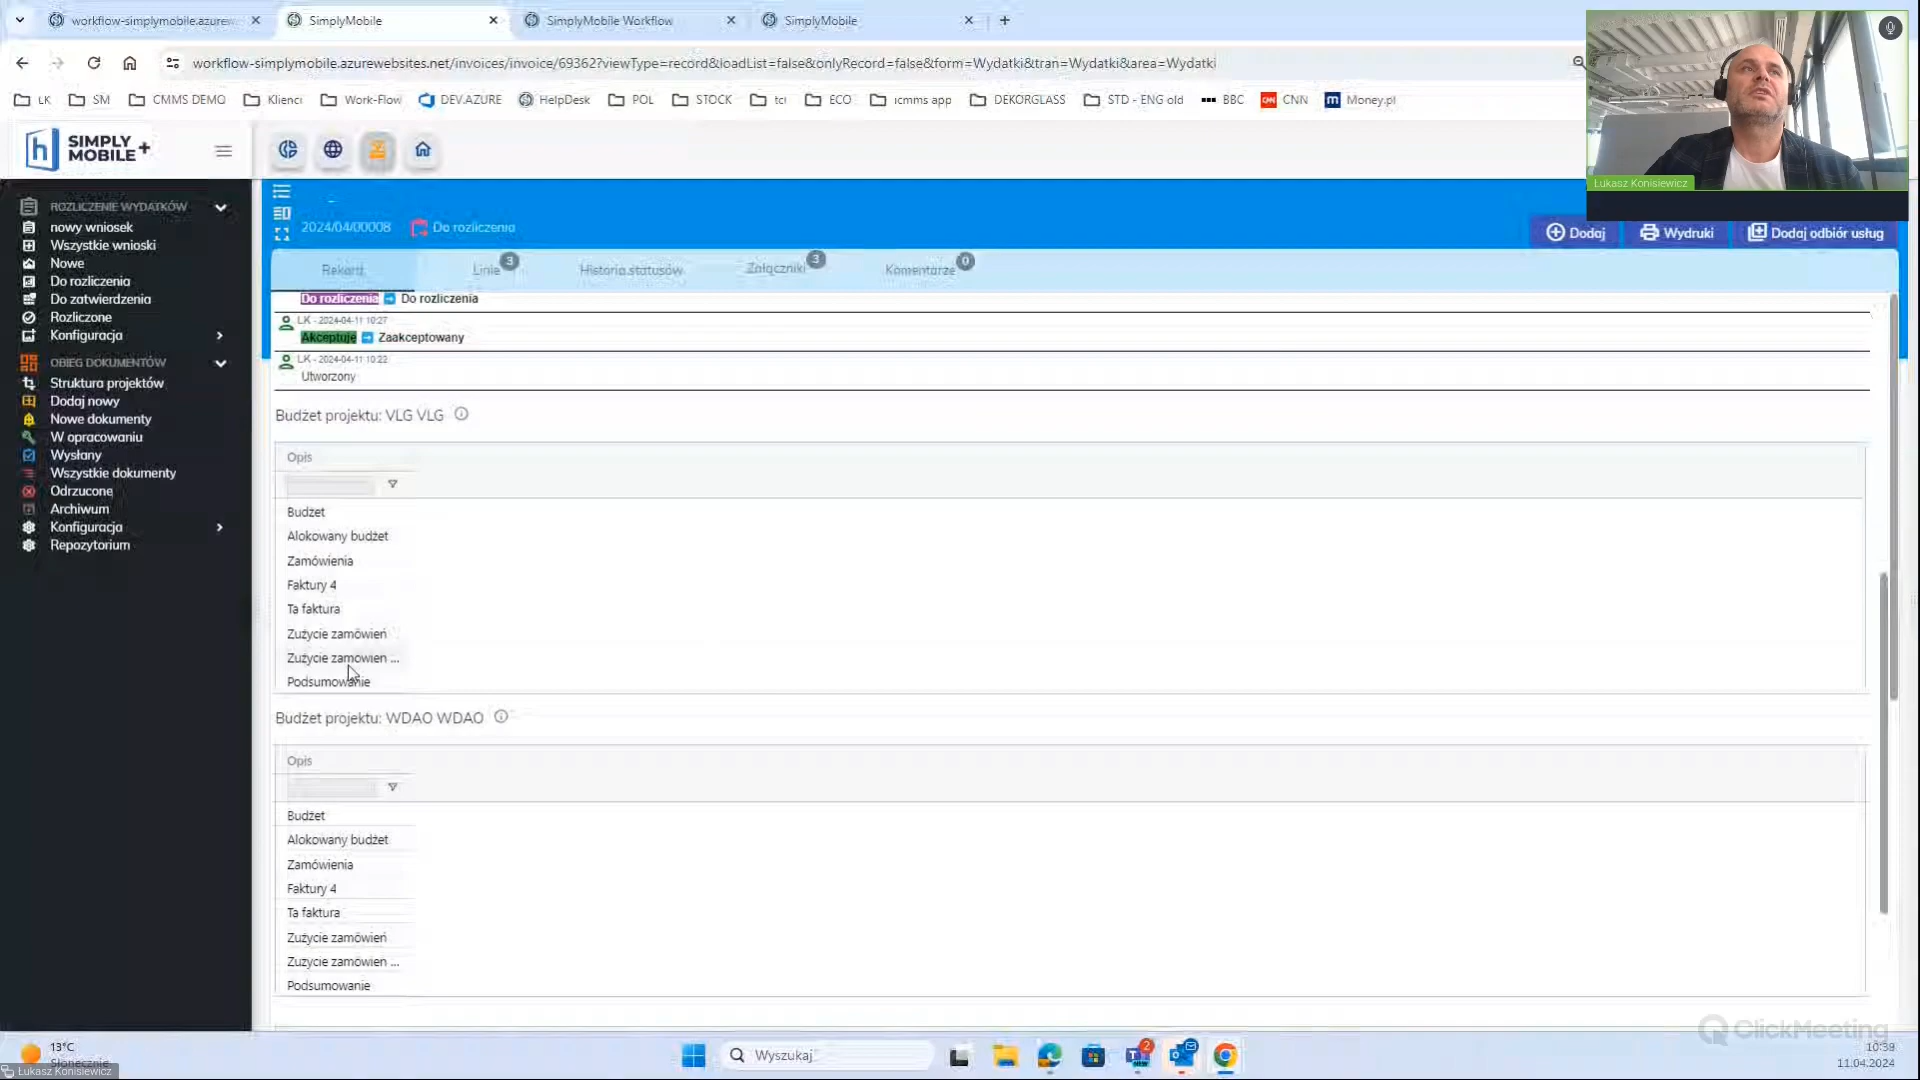 workflow-simplymobile.azurew
SimplyMobile
SimplyMobile Workflow
SimplyMobile
workflow-simplymobile.azurewebsites.net/invoices/invoice/69362?viewType=record&loadList=false&onlyRecord=false&form=Wydatki&tran=Wydatki&area=Wydatki
LK
SM
CMMS DEMO
Klienci
Work-Flow
DEV.AZURE
HelpDesk
POL
STOCK
tci
ECO
icmms app
DEKORGLASS
STD - ENG old
BBC
CNN
Money.pl
Łukasz Konisiewicz
SIMPLY
MOBILE +
ROZLICZENIE WYDATKÓW
nowy wniosek
Wszystkie wnioski
Nowe
Do rozliczenia
Do zatwierdzenia
Rozliczone
Konfiguracja
OBIEG DOKUMENTÓW
Struktura projektów
Dodaj nowy
Nowe dokumenty
W opracowaniu
Wysłany
Wszystkie dokumenty
Odrzucone
Archiwum
Konfiguracja
Repozytorium
2024/04/00008
Do rozliczenia
Dodaj
Wydruki
Dodaj odbiór usług
Rekord
Linie 3
Historia statusów
Załączniki 3
Komentarze 0
Do rozliczenia Do rozliczenia
LK - 2024-04-11 10:27
Akceptuję Zaakceptowany
LK - 2024-04-11 10:22
Utworzony
Budżet projektu: VLG VLG
Opis
Budżet
Alokowany budżet
Zamówienia
Faktury 4
Ta faktura
Zużycie zamówień
Zużycie zamówień ...
Podsumowanie
Budżet projektu: WDAO WDAO
Opis
Budżet
Alokowany budżet
Zamówienia
Faktury 4
Ta faktura
Zużycie zamówień
Zużycie zamówień ...
Podsumowanie
ClickMeeting
13°C
Słonecznie
Łukasz Konisiewicz
Wyszukaj
2
10:39
11.04.2024